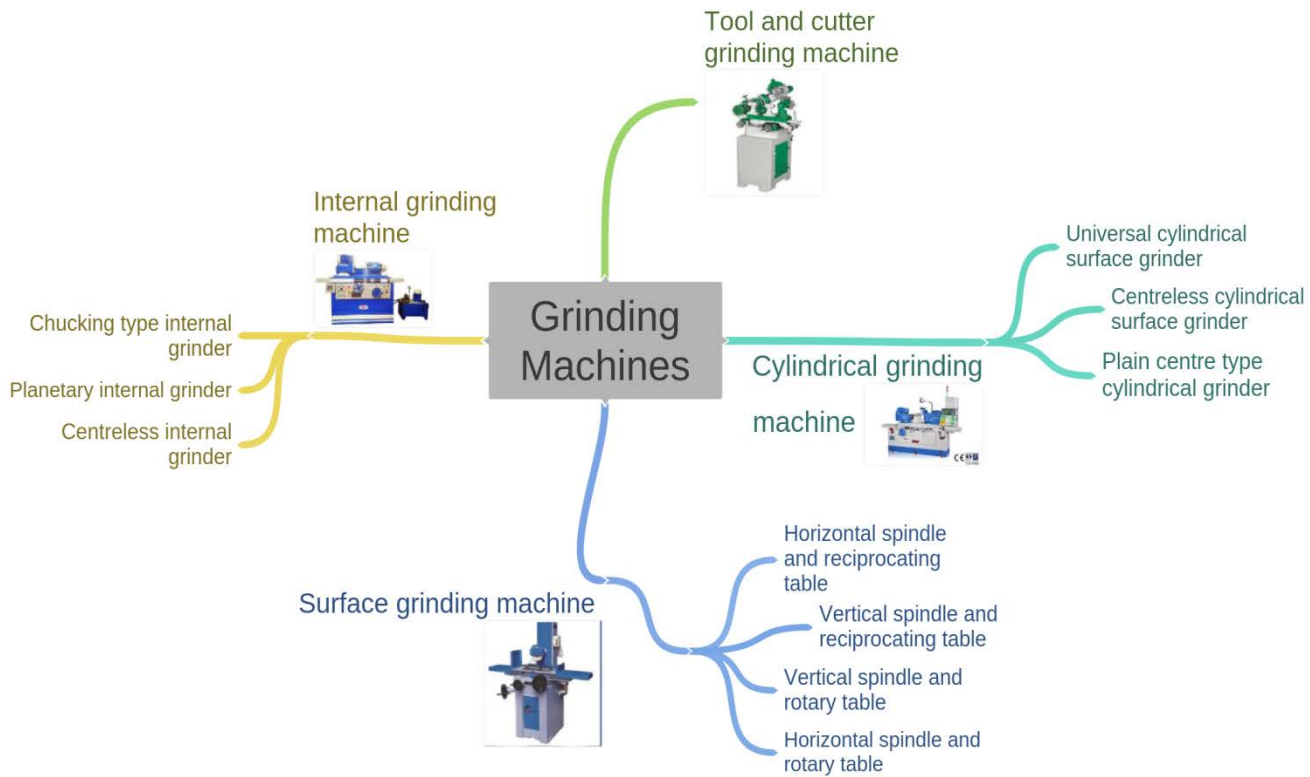 Tool and cutter
grinding machine
Internal grinding
machine
Universal cylindrical
surface grinder
Centreless cylindrical
surface grinder
Plain centre type
cylindrical grinder
Grinding
Machines
Chucking type internal
grinder
Planetary internal grinder
Centreless internal
grinder
Cylindrical grinding
machine
Horizontal spindle
and reciprocating
table
Vertical spindle and
reciprocating table
Vertical spindle and
rotary table
Horizontal spindle and
rotary table
Surface grinding machine